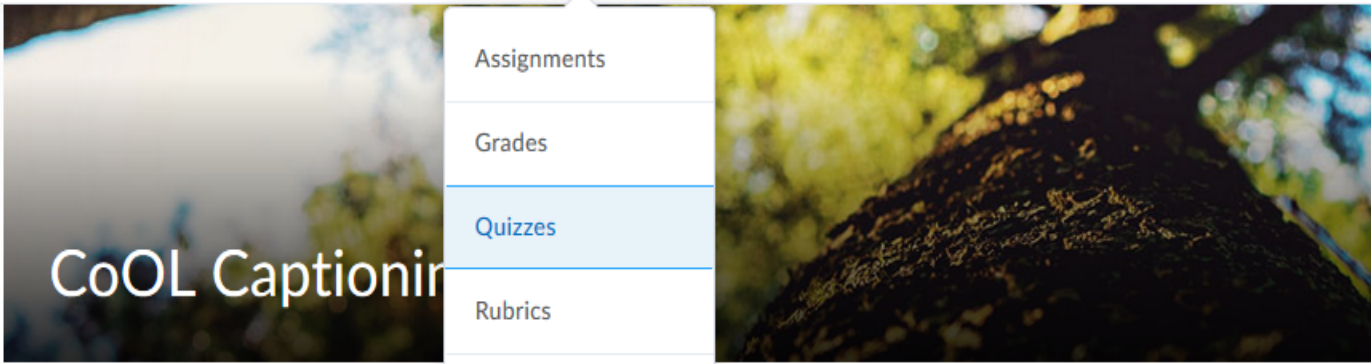 Assignments
Grades
Quizzes
CoOL Captionin
Rubrics